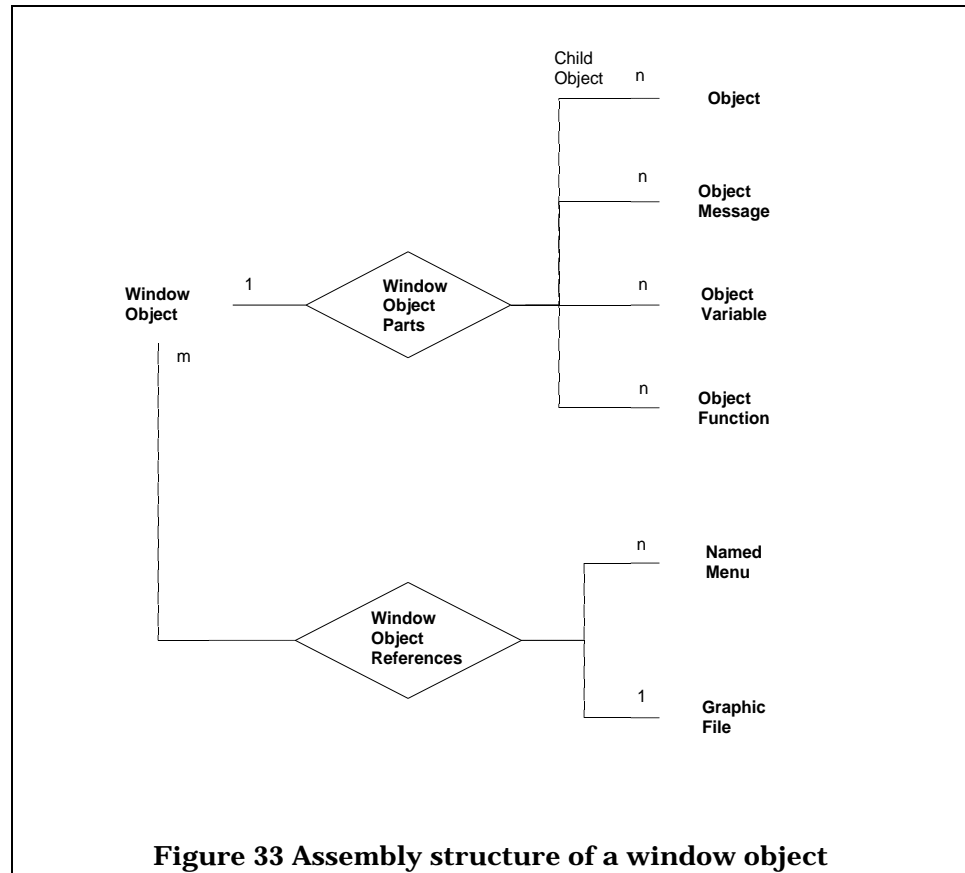 Child
Object
n
Object
n
Object
Message
1
Window
Object
Window
Object
Parts
n
Object
Variable
m
n
Object
Function
n
Named
Menu
Window
Object
References
1
Graphic
File
Figure 33 Assembly structure of a window object